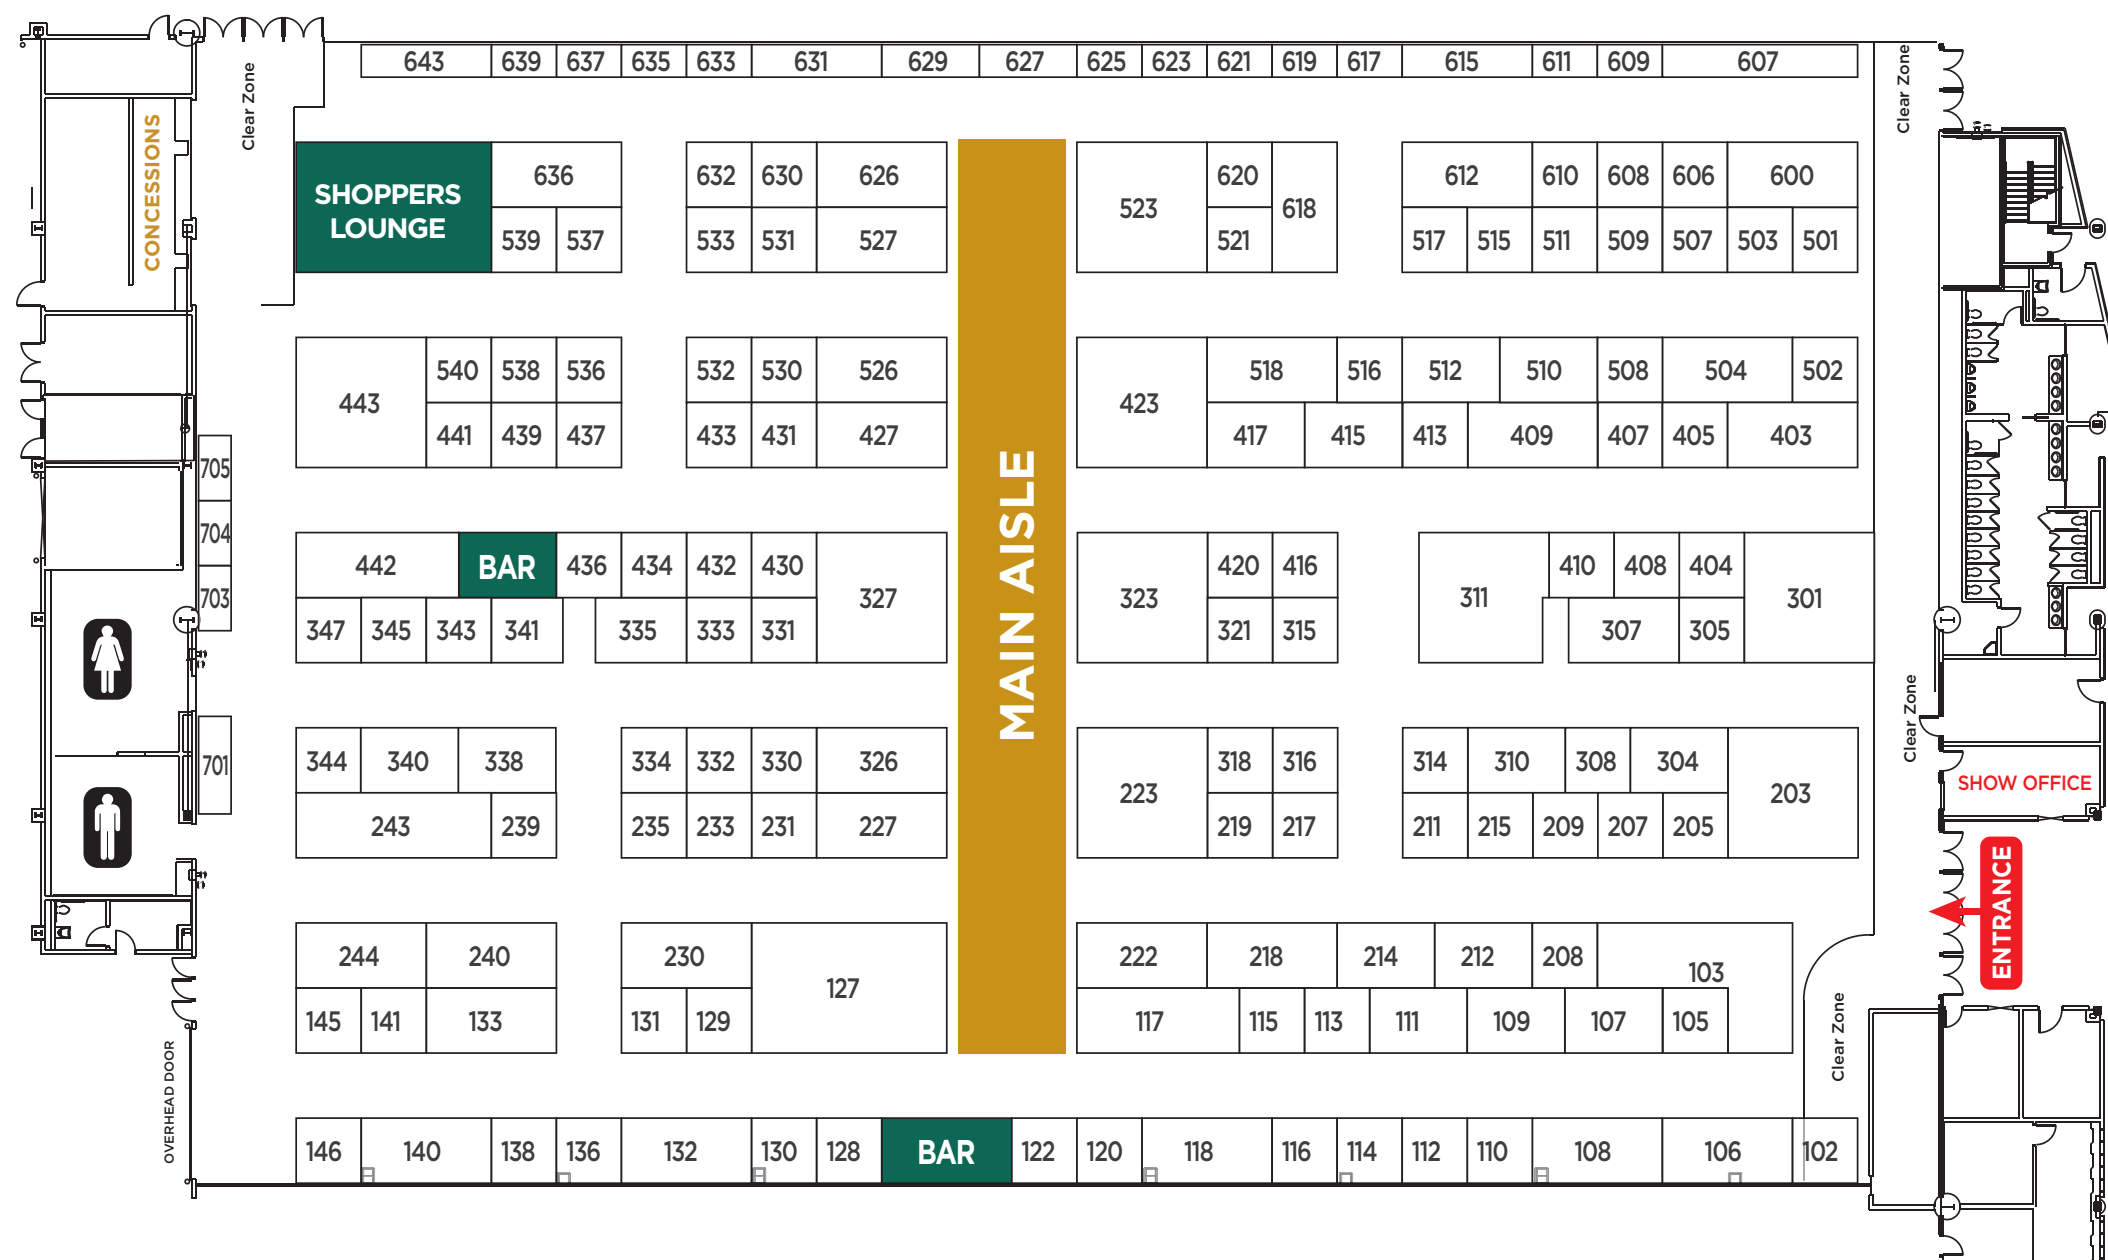 643 639 637 635 633 631 629 627 625 623 621 619 617 615 611 609 607
Clear Zone
Clear Zone
CONCESSIONS
SHOPPERS
LOUNGE
636 632 630 626 620 612 610 608 606 600
523 618
539 537 533 531 527 521 517 515 511 509 507 503 501
540 538 536 532 530 526 518 516 512 510 508 504 502
443 423
441 439 437 433 431 427 417 415 413 409 407 405 403
MAIN AISLE
705
704
703
701
442 BAR 436 434 432 430 420 416 410 408 404
327 323 311 301
347 345 343 341 335 333 331 321 315 307 305
Clear Zone
344 340 338 334 332 330 326 318 316 314 310 308 304
223 203
243 239 235 233 231 227 219 217 211 215 209 207 205
SHOW OFFICE
ENTRANCE
244 240 230 222 218 214 212 208 103
127
145 141 133 131 129 117 115 113 111 109 107 105
Clear Zone
OVERHEAD DOOR
146 140 138 136 132 130 128 BAR 122 120 118 116 114 112 110 108 106 102